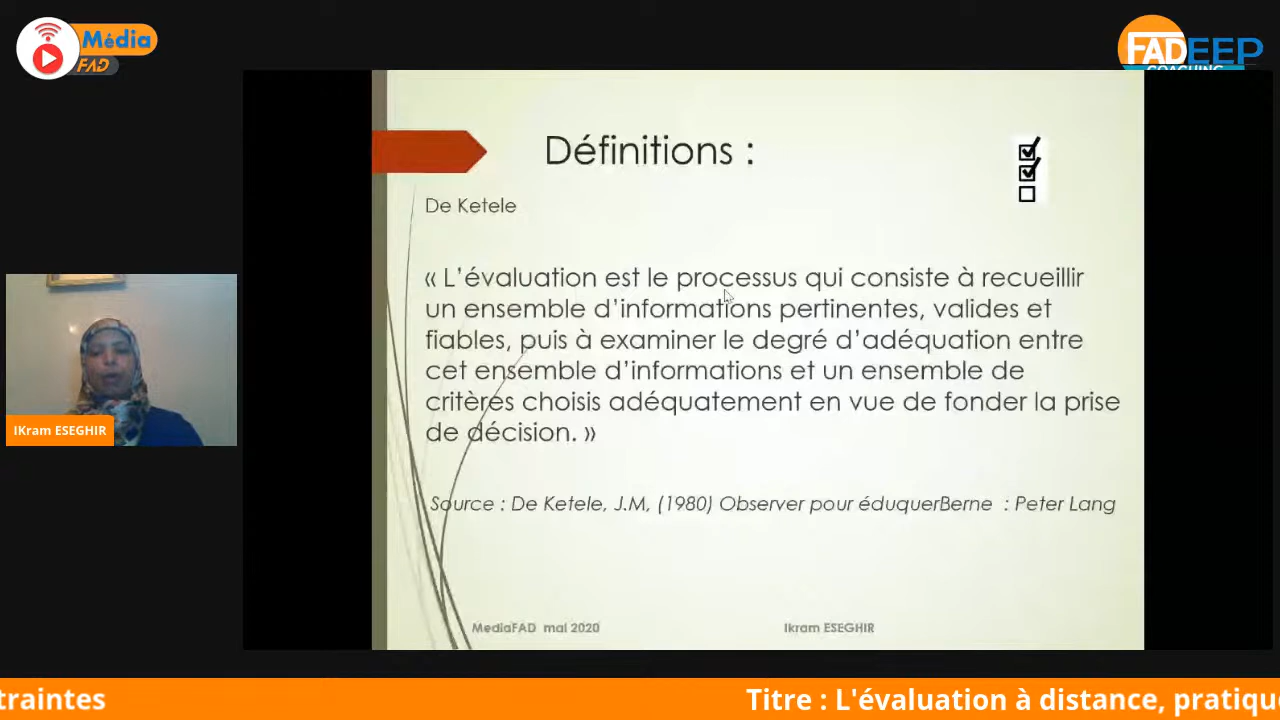 Média
FAD
FADEEP
COACHING
Définitions :
De Ketele
« L’évaluation est le processus qui consiste à recueillir
un ensemble d’informations pertinentes, valides et
fiables, puis à examiner le degré d’adéquation entre
cet ensemble d’informations et un ensemble de
critères choisis adéquatement en vue de fonder la prise
de décision. »
Source : De Ketele, J.M, (1980) Observer pour éduquerBerne : Peter Lang
MediaFAD mai 2020
Ikram ESEGHIR
IKram ESEGHIR
traintes
Titre : L'évaluation à distance, pratique